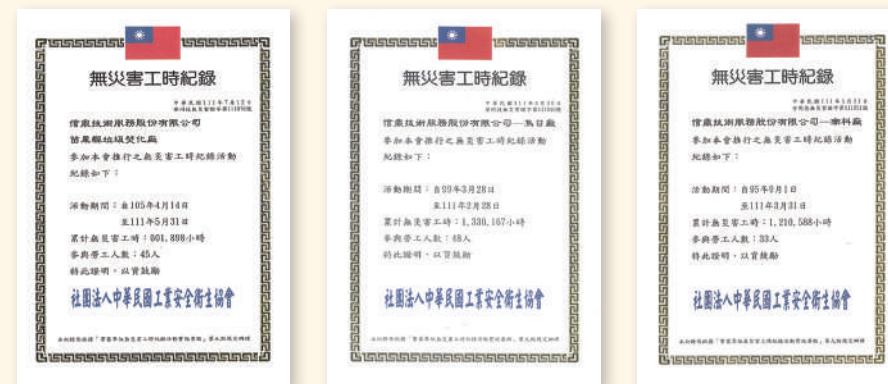 無災害工時紀錄
信鼎技術服務股份有限公司
苗栗縣垃圾焚化廠
參加本會推行之無災害工時紀錄活動
紀錄如下：
活動期間：自105年4月14日
至111年5月31日
累計無災害工時：601,898小時
參與勞工人數：45人
特此證明，以資鼓勵
社團法人中華民國工業安全衛生協會
無災害工時紀錄
信鼎技術服務股份有限公司—烏日廠
參加本會推行之無災害工時紀錄活動
紀錄如下：
活動期間：自99年3月28日
至111年2月28日
累計無災害工時：1,330,167小時
參與勞工人數：48人
特此證明，以資鼓勵
社團法人中華民國工業安全衛生協會
無災害工時紀錄
信鼎技術服務股份有限公司—南科廠
參加本會推行之無災害工時紀錄活動
紀錄如下：
活動期間：自95年9月1日
至111年3月31日
累計無災害工時：1,210,588小時
參與勞工人數：33人
特此證明，以資鼓勵
社團法人中華民國工業安全衛生協會